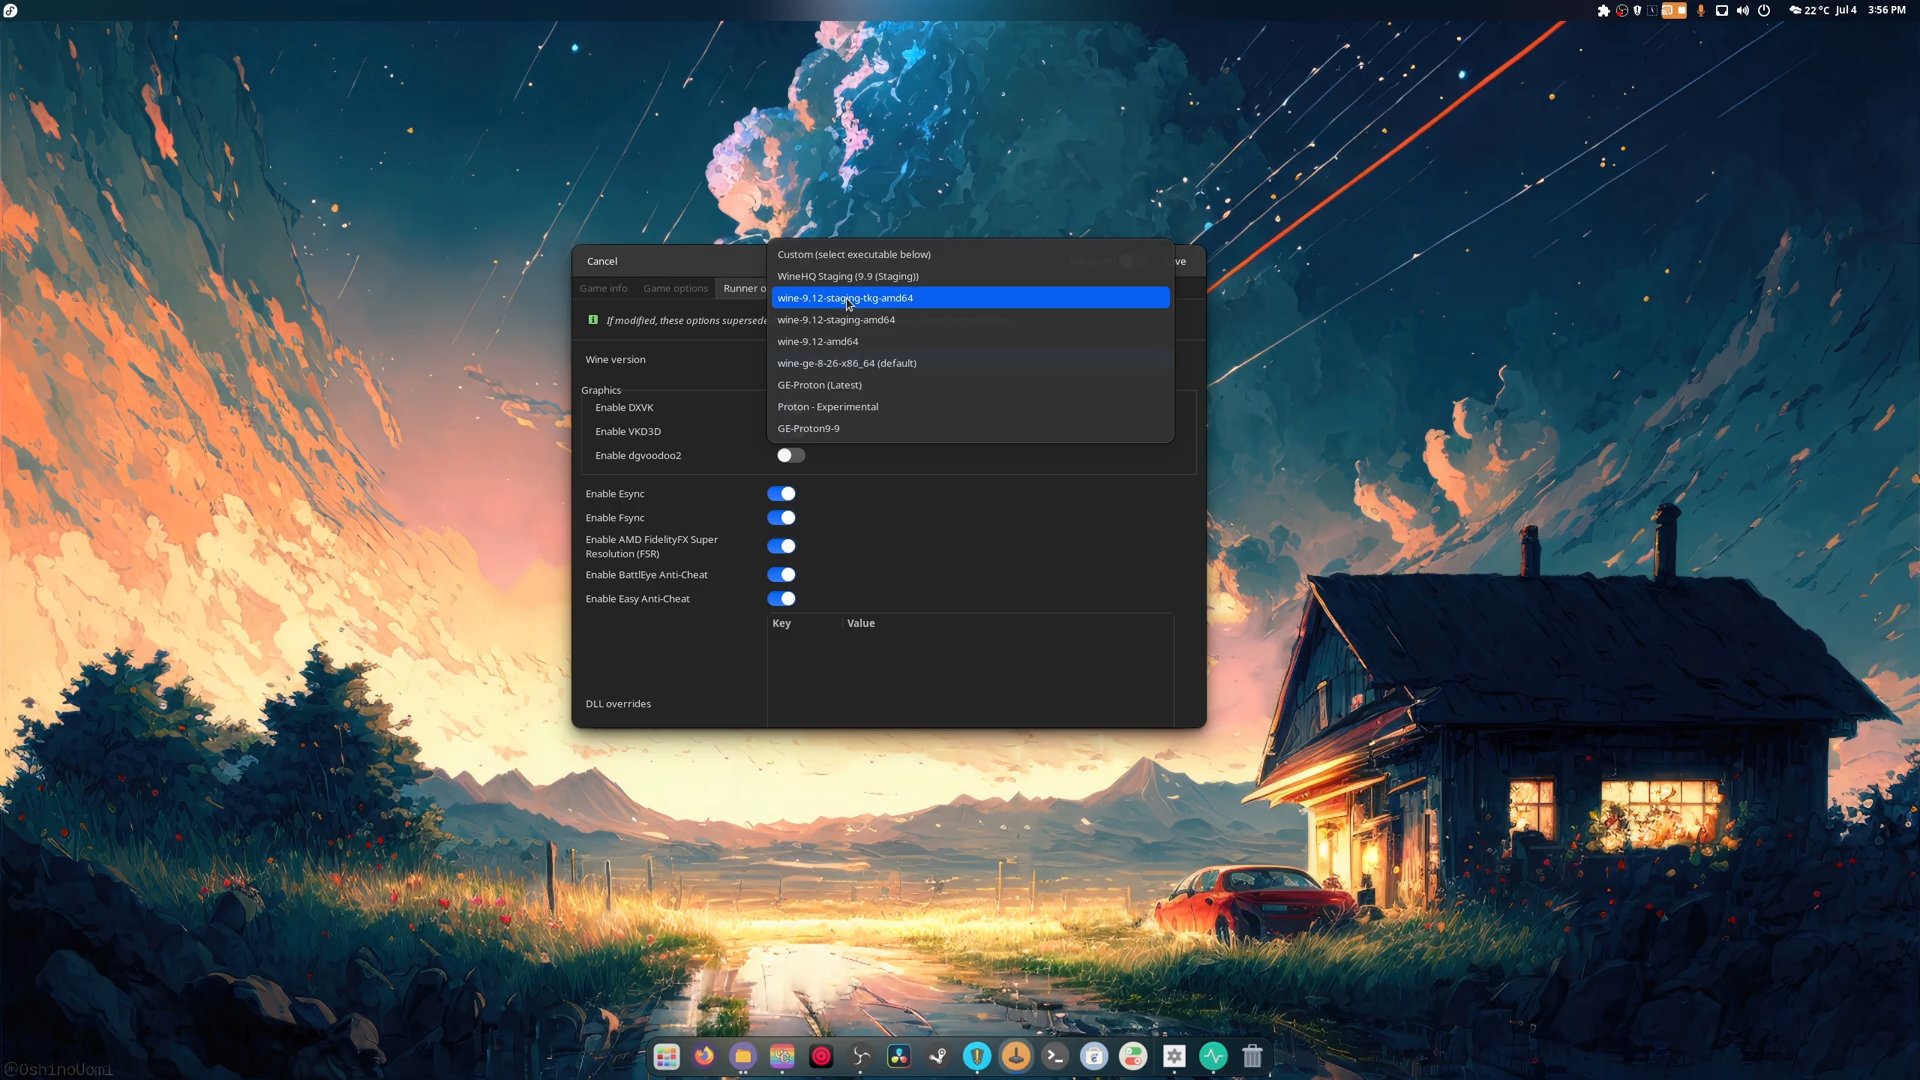 22 °C Jul 4 3:56 PM
Cancel
Game info
Game options
Runner o
If modified, these options supersede
Wine version
Custom (select executable below)
WineHQ Staging (9.9 (Staging))
wine-9.12-staging-tkg-amd64
wine-9.12-staging-amd64
wine-9.12-amd64
wine-ge-8-26-x86_64 (default)
GE-Proton (Latest)
Proton - Experimental
GE-Proton9-9
Graphics
Enable DXVK
Enable VKD3D
Enable dgvoodoo2
Enable Esync
Enable Fsync
Enable AMD FidelityFX Super
Resolution (FSR)
Enable BattlEye Anti-Cheat
Enable Easy Anti-Cheat
Key Value
DLL overrides
@OshinoUomi